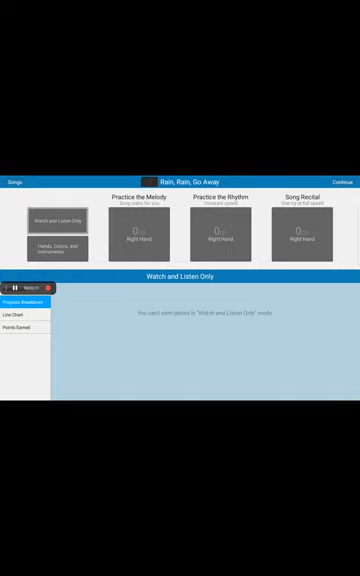 Songs
Rain, Rain, Go Away
Continue
Practice the Melody
Song waits for you
Practice the Rhythm
Constant speed
Song Recital
One try at full speed
Watch and Listen Only
Hands, Colors, and
Instruments
Right Hand
Right Hand
Right Hand
Watch and Listen Only
00:02:11
Progress Breakdown
Line Chart
Points Earned
You can't earn points in "Watch and Listen Only" mode